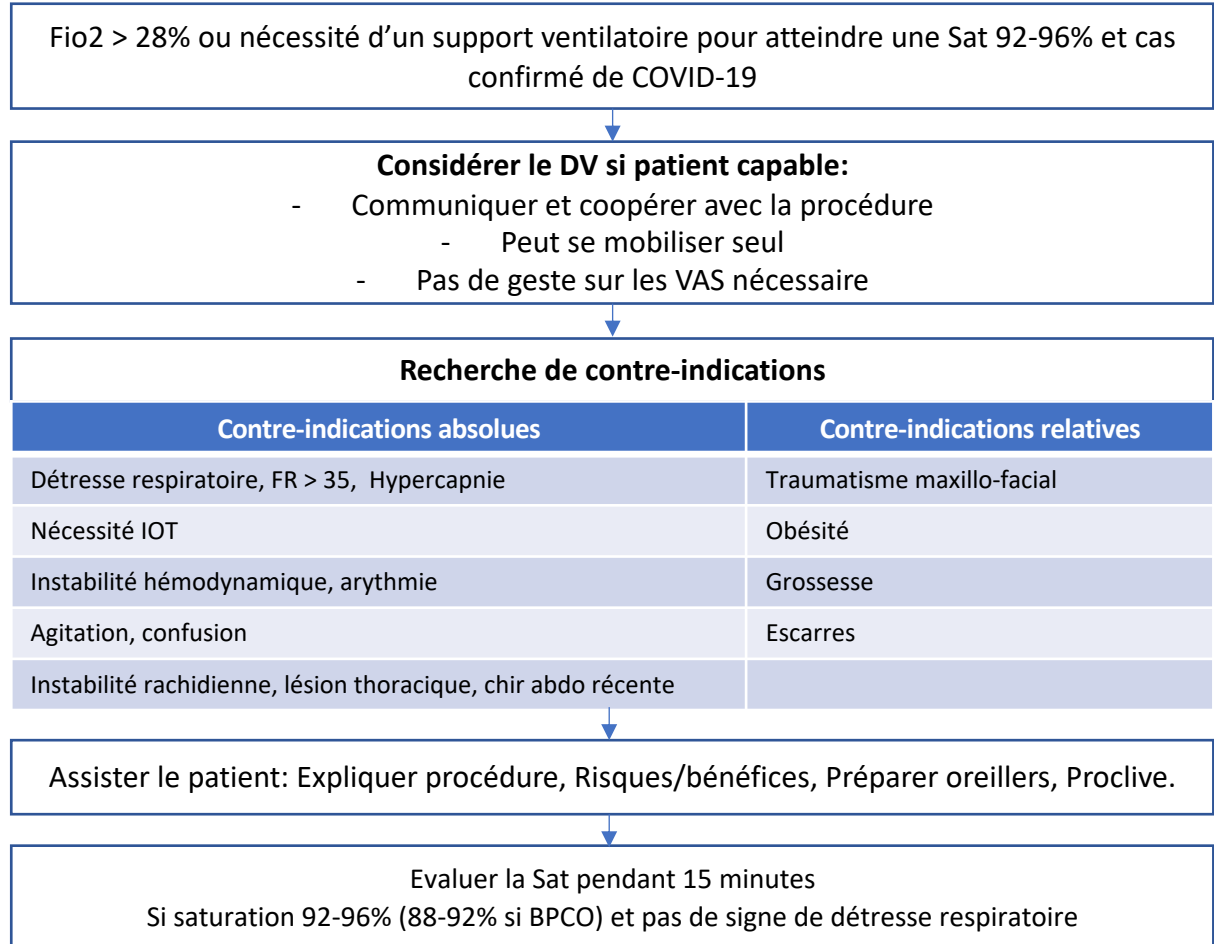 Fio2 > 28% ou nécessité d'un support ventilatoire pour atteindre une Sat 92-96% et cas
confirmé de COVID-19
Considérer le DV si patient capable:
- Communiquer et coopérer avec la procédure
- Peut se mobiliser seul
- Pas de geste sur les VAS nécessaire
Recherche de contre-indications
Contre-indications absolues Contre-indications relatives
Détresse respiratoire, FR > 35, Hypercapnie Traumatisme maxillo-facial
Nécessité IOT Obésité
Instabilité hémodynamique, arythmie Grossesse
Agitation, confusion Escarres
Instabilité rachidienne, lésion thoracique, chir abdo récente
Assister le patient: Expliquer procédure, Risques/bénéfices, Préparer oreillers, Proclive.
Evaluer la Sat pendant 15 minutes
Si saturation 92-96% (88-92% si BPCO) et pas de signe de détresse respiratoire